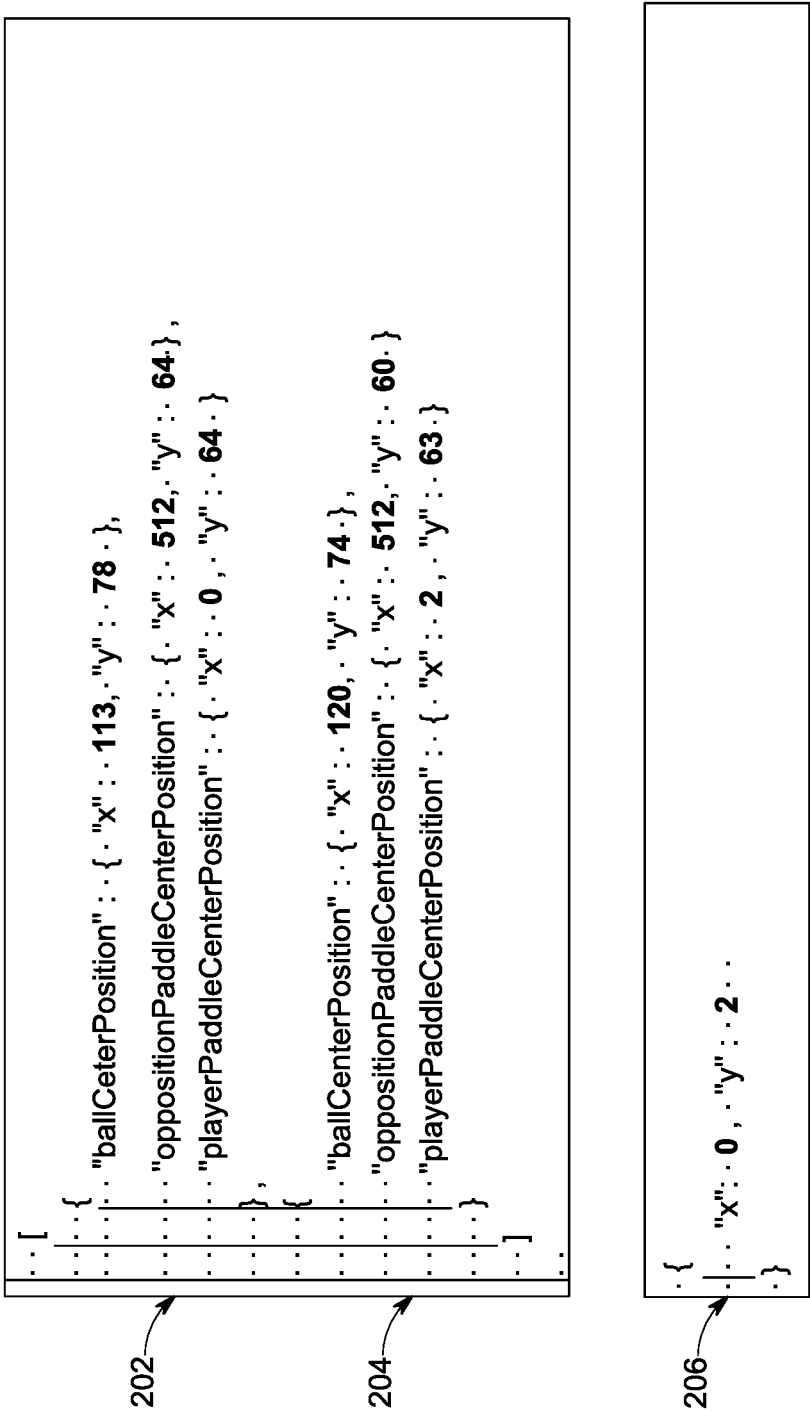 . [
. . {
. . . "ballCeterPosition" : . { . "x" : . 113, . "y" : . 78 . },
. . . . "oppositionPaddleCenterPosition" : . { . "x" : . 512, . "y" : . 64 . } ,
. . . . "playerPaddleCenterPosition" : . { . "x" : . 0 , . "y" : . 64 . }
. . . } ,
. . . {
. . . . "ballCenterPosition" : . { . "x" : . 120, . "y" : . 74 . } ,
. . . . "oppositionPaddleCenterPosition" : . { . "x" : . 512, . "y" : . 60 . }
. . . . "playerPaddleCenterPosition" : . { . "x" : . 2 , . "y" : . 63 . }
. . . }
. . ]
.
202
204
. {
. . . "x" : . 0 , . "y" : . 2 . .
. }
206